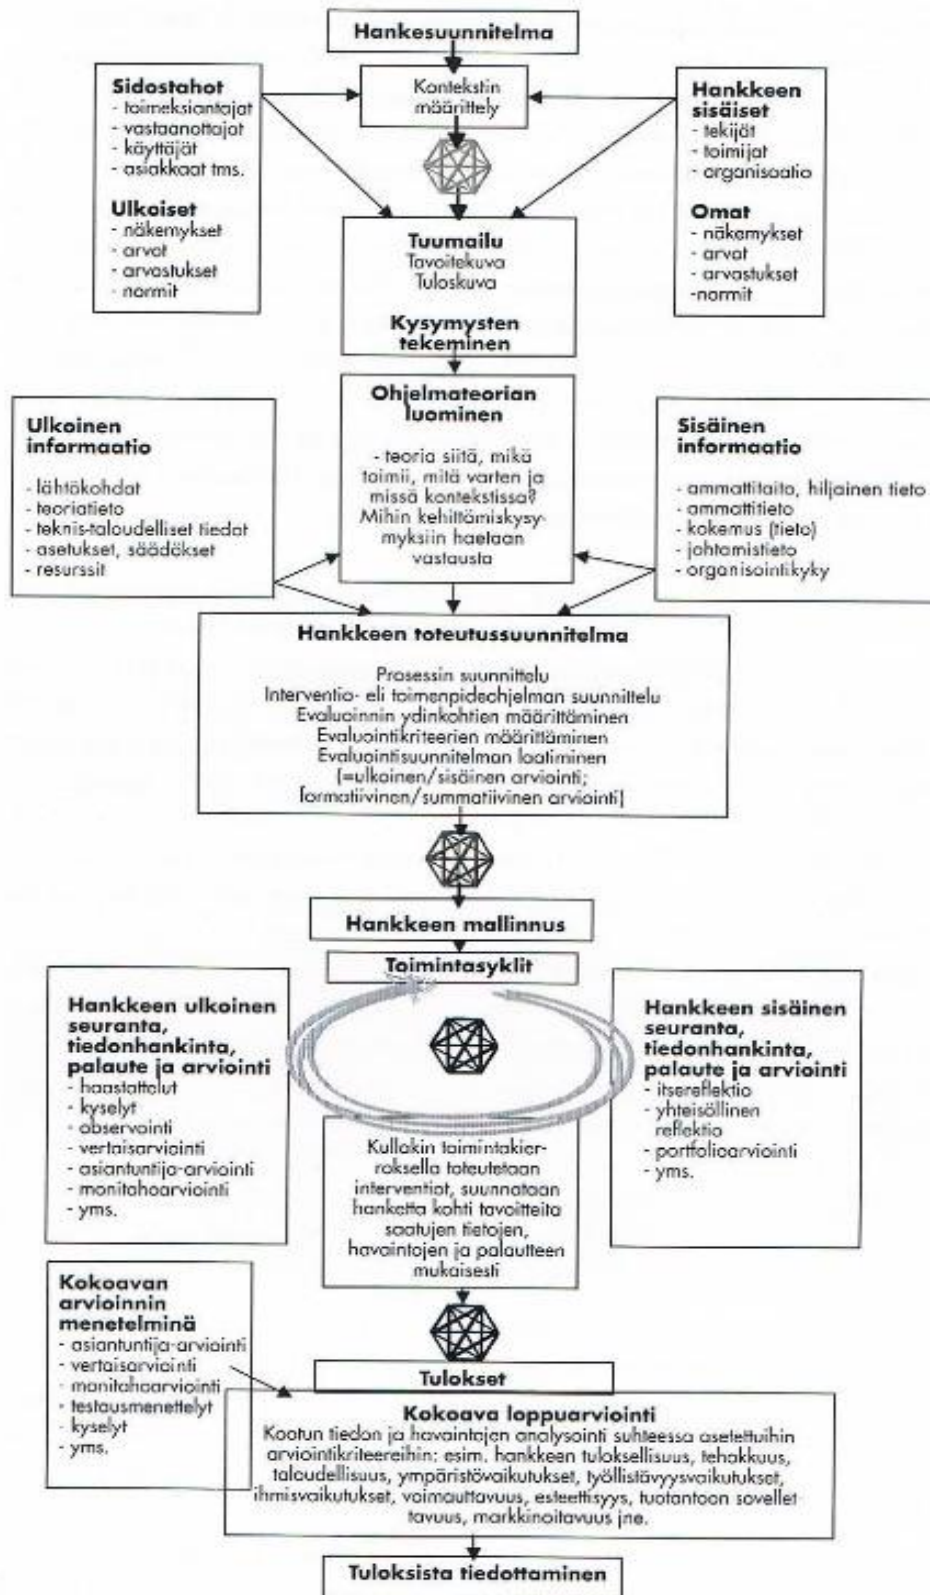 Hankesuunnitelma
Kontekstin
määrittely
Sidostahot
- toimeksiantajat
- vastaanottajat
- käyttäjät
- asiakkaat tms.
Ulkoiset
- näkemykset
- arvot
- arvostukset
- normit
Hankkeen
sisäiset
- tekijät
- toimijat
- organisaatio
Omat
- näkemykset
- arvot
- arvostukset
-normit
Tuumailu
Tavoitekuva
Tuloskuva
Kysymysten
tekeminen
Ohjelmateorian
luominen
- teoria siitä, mikä
toimii, mitä varten ja
missä kontekstissa?
Mihin kehittämiskysy-
myksiin haetaan
vastausta
Ulkoinen
informaatio
- lähtökohdat
- teoriatieto
- teknis-taloudelliset tiedot
- asetukset, säädökset
- resurssit
Sisäinen
informaatio
- ammattitaito, hiljainen tieto
- ammattitieto
- kokemus (tieto)
- johtamistieto
- organisointikyky
Hankkeen toteutussuunnitelma
Prosessin suunnittelu
Interventio- eli toimenpideohjelman suunnittelu
Evaluoinnin ydinkohtien määrittäminen
Evaluointikriteerien määrittäminen
Evaluointisuunnitelman laatiminen
(=ulkoinen/sisäinen arviointi;
formatiivinen/summatiivinen arviointi)
Hankkeen mallinnus
Toimintasyklit
Hankkeen ulkoinen
seuranta,
tiedonhankinta,
palaute ja arviointi
- haastattelut
- kyselyt
- observointi
- vertaisarviointi
- asiantuntija-arviointi
- monitahoarviointi
- yms.
Hankkeen sisäinen
seuranta,
tiedonhankinta,
palaute ja arviointi
- itsereflektio
- yhteisöllinen
reflektio
- portfolioarviointi
- yms.
Kullakin toimintakier-
roksella toteutetaan
interventiot, suunnataan
hanketta kohti tavoitteita
saatujen tietojen,
havaintojen ja palautteen
mukaisesti
Kokoavan
arvioinnin
menetelminä
- asiantuntija-arviointi
- vertaisarviointi
- monitahoarviointi
- testausmenettelyt
- kyselyt
- yms.
Tulokset
Kokoava loppuarviointi
Kootun tiedon ja havaintojen analysointi suhteessa asetettuihin
arviointikriteereihin: esim. hankkeen tuloksellisuus, tehokkuus,
taloudellisuus, ympäristövaikutukset, työllistävyysvaikutukset,
ihmisvaikutukset, voimauttavuus, esteettisyys, tuotantoon sovellet-
tavuus, markkinoitavuus jne.
Tuloksista tiedottaminen